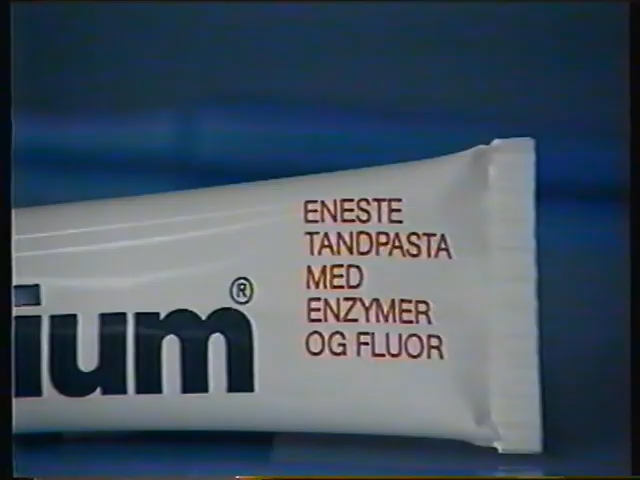 ium®
ENESTE
TANDPASTA
MED
ENZYMER
OG FLUOR